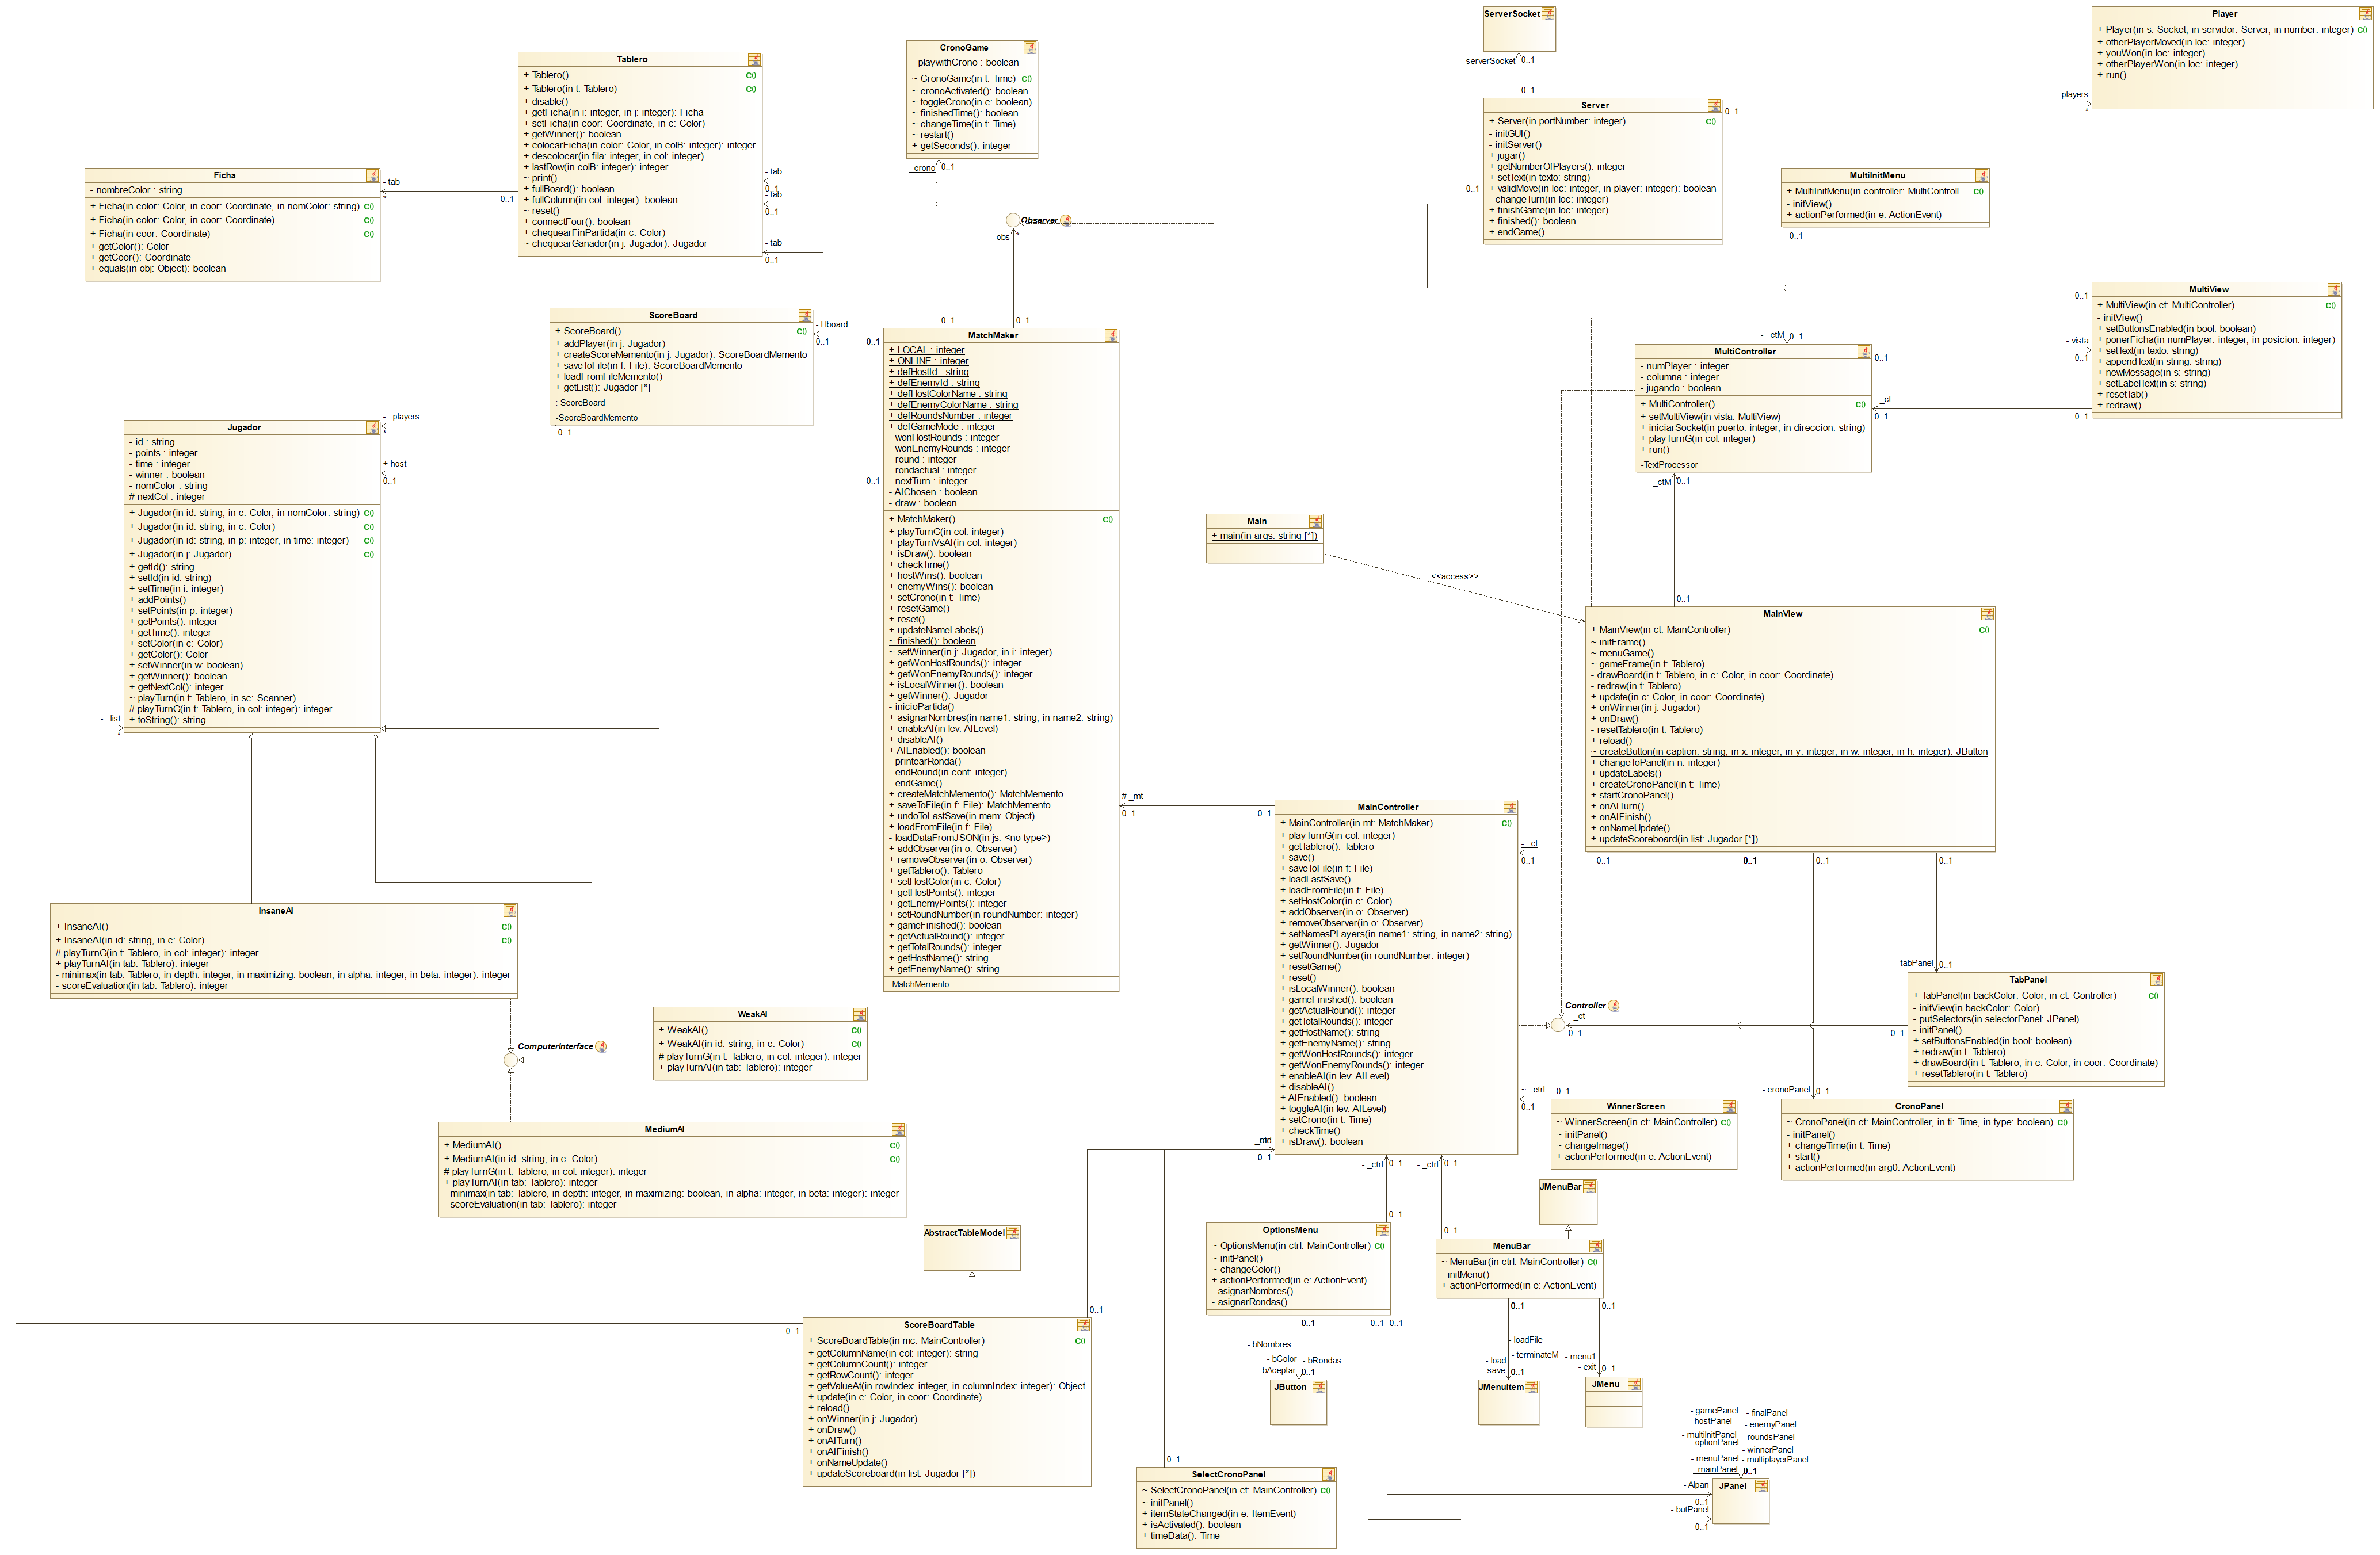 ServerSocket
- serverSocket
0..1
0..1
Player
+ Player(in s: Socket, in servidor: Server, in number: integer) C()
+ otherPlayerMoved(in loc: integer)
+ youWon(in loc: integer)
+ otherPlayerWon(in loc: integer)
+ run()
- players
*
0..1
CronoGame
- playwithCrono : boolean
~ CronoGame(in t: Time) C()
~ cronoActivated(): boolean
~ toggleCrono(in c: boolean)
~ finishedTime(): boolean
~ changeTime(in t: Time)
~ restart()
+ getSeconds(): integer
- crono
0..1
0..1
Tablero
+ Tablero() C()
+ Tablero(in t: Tablero) C()
+ disable()
+ getFicha(in i: integer, in j: integer): Ficha
+ setFicha(in coor: Coordinate, in c: Color)
+ getWinner(): boolean
+ colocarFicha(in color: Color, in colB: integer): integer
+ descolocar(in fila: integer, in col: integer)
+ lastRow(in colB: integer): integer
~ print()
+ fullBoard(): boolean
+ fullColumn(in col: integer): boolean
~ reset()
+ connectFour(): boolean
~ chequearFinPartida(in c: Color)
~ chequearGanador(in j: Jugador): Jugador
- tab
0..1
- tab
0..1
- tab
0..1
Server
+ Server(in portNumber: integer) C()
- initGUI()
- initServer()
+ jugar()
+ getNumberOfPlayers(): integer
+ setText(in texto: string)
+ validMove(in loc: integer, in player: integer): boolean
- changeTurn(in loc: integer)
+ finishGame(in loc: integer)
+ finished(): boolean
+ endGame()
0..1
Ficha
- nombreColor : string
+ Ficha(in color: Color, in coor: Coordinate, in nomColor: string) C()
+ Ficha(in color: Color, in coor: Coordinate) C()
+ Ficha(in coor: Coordinate) C()
+ getColor(): Color
+ getCoor(): Coordinate
+ equals(in obj: Object): boolean
- tab
*
0..1
MultiInitMenu
+ MultiInitMenu(in controller: MultiControll... C()
- initView()
+ actionPerformed(in e: ActionEvent)
0..1
- _ctM
0..1
Observer
- obs
*
0..1
MultiView
+ MultiView(in ct: MultiController) C()
- initView()
+ setButtonsEnabled(in bool: boolean)
+ ponerFicha(in numPlayer: integer, in posicion: integer)
+ setText(in texto: string)
+ appendText(in string: string)
+ newMessage(in s: string)
+ setLabelText(in s: string)
+ resetTab()
+ redraw()
0..1
- vista
0..1
0..1
- _ct
0..1
0..1
MultiController
- numPlayer : integer
- columna : integer
- jugando : boolean
+ MultiController() C()
+ setMultiView(in vista: MultiView)
+ iniciarSocket(in puerto: integer, in direccion: string)
+ playTurnG(in col: integer)
+ run()
-TextProcessor
- _ctM
0..1
0..1
ScoreBoard
+ ScoreBoard() C()
+ addPlayer(in j: Jugador)
+ createScoreMemento(in j: Jugador): ScoreBoardMemento
+ saveToFile(in f: File): ScoreBoardMemento
+ loadFromFileMemento()
+ getList(): Jugador [*]
: ScoreBoard
-ScoreBoardMemento
- Hboard
0..1
0..1
- _players
*
0..1
MatchMaker
+ LOCAL : integer
+ ONLINE : integer
+ defHostId : string
+ defEnemyId : string
+ defHostColorName : string
+ defEnemyColorName : string
+ defRoundsNumber : integer
+ defGameMode : integer
- wonHostRounds : integer
- wonEnemyRounds : integer
- round : integer
- rondactual : integer
- nextTurn : integer
- AIChosen : boolean
- draw : boolean
+ MatchMaker() C()
+ playTurnG(in col: integer)
+ playTurnVsAI(in col: integer)
+ isDraw(): boolean
+ checkTime()
+ hostWins(): boolean
+ enemyWins(): boolean
+ setCrono(in t: Time)
+ resetGame()
+ reset()
+ updateNameLabels()
~ finished(): boolean
~ setWinner(in j: Jugador, in i: integer)
+ getWonHostRounds(): integer
+ getWonEnemyRounds(): integer
+ isLocalWinner(): boolean
+ getWinner(): Jugador
- inicioPartida()
+ asignarNombres(in name1: string, in name2: string)
+ enableAI(in lev: AILevel)
+ disableAI()
+ AIEnabled(): boolean
- printearRonda()
- endRound(in cont: integer)
- endGame()
+ createMatchMemento(): MatchMemento
+ saveToFile(in f: File): MatchMemento
+ undoToLastSave(in mem: Object)
+ loadFromFile(in f: File)
- loadDataFromJSON(in js: <no type>)
+ addObserver(in o: Observer)
+ removeObserver(in o: Observer)
+ getTablero(): Tablero
+ setHostColor(in c: Color)
+ getHostPoints(): integer
+ getEnemyPoints(): integer
+ setRoundNumber(in roundNumber: integer)
+ gameFinished(): boolean
+ getActualRound(): integer
+ getTotalRounds(): integer
+ getHostName(): string
+ getEnemyName(): string
-MatchMemento
Jugador
- id : string
- points : integer
- time : integer
- winner : boolean
- nomColor : string
# nextCol : integer
+ Jugador(in id: string, in c: Color, in nomColor: string) C()
+ Jugador(in id: string, in c: Color) C()
+ Jugador(in id: string, in p: integer, in time: integer) C()
+ Jugador(in j: Jugador) C()
+ getId(): string
+ setId(in id: string)
+ setTime(in i: integer)
+ addPoints()
+ setPoints(in p: integer)
+ getPoints(): integer
+ getTime(): integer
+ setColor(in c: Color)
+ getColor(): Color
+ setWinner(in w: boolean)
+ getWinner(): boolean
+ getNextCol(): integer
~ playTurn(in t: Tablero, in sc: Scanner)
# playTurnG(in t: Tablero, in col: integer): integer
+ toString(): string
+ host
0..1
0..1
- _list
*
Main
+ main(in args: string [*])
<<access>>
MainView
+ MainView(in ct: MainController) C()
~ initFrame()
~ menuGame()
~ gameFrame(in t: Tablero)
- drawBoard(in t: Tablero, in c: Color, in coor: Coordinate)
- redraw(in t: Tablero)
+ update(in c: Color, in coor: Coordinate)
+ onWinner(in j: Jugador)
+ onDraw()
- resetTablero(in t: Tablero)
+ reload()
~ createButton(in caption: string, in x: integer, in y: integer, in w: integer, in h: integer): JButton
+ changeToPanel(in n: integer)
+ updateLabels()
+ createCronoPanel(in t: Time)
+ startCronoPanel()
+ onAITurn()
+ onAIFinish()
+ onNameUpdate()
+ updateScoreboard(in list: Jugador [*])
- _ct
0..1
0..1
0..1
0..1
0..1
# _mt
0..1
0..1
MainController
+ MainController(in mt: MatchMaker) C()
+ playTurnG(in col: integer)
+ getTablero(): Tablero
+ save()
+ saveToFile(in f: File)
+ loadLastSave()
+ loadFromFile(in f: File)
+ setHostColor(in c: Color)
+ addObserver(in o: Observer)
+ removeObserver(in o: Observer)
+ setNamesPLayers(in name1: string, in name2: string)
+ getWinner(): Jugador
+ setRoundNumber(in roundNumber: integer)
+ resetGame()
+ reset()
+ isLocalWinner(): boolean
+ gameFinished(): boolean
+ getActualRound(): integer
+ getTotalRounds(): integer
+ getHostName(): string
+ getEnemyName(): string
+ getWonHostRounds(): integer
+ getWonEnemyRounds(): integer
+ enableAI(in lev: AILevel)
+ disableAI()
+ AIEnabled(): boolean
+ toggleAI(in lev: AILevel)
+ setCrono(in t: Time)
+ checkTime()
+ isDraw(): boolean
InsaneAI
+ InsaneAI() C()
+ InsaneAI(in id: string, in c: Color) C()
# playTurnG(in t: Tablero, in col: integer): integer
+ playTurnAI(in tab: Tablero): integer
- minimax(in tab: Tablero, in depth: integer, in maximizing: boolean, in alpha: integer, in beta: integer): integer
- scoreEvaluation(in tab: Tablero): integer
WeakAI
+ WeakAI() C()
+ WeakAI(in id: string, in c: Color) C()
# playTurnG(in t: Tablero, in col: integer): integer
+ playTurnAI(in tab: Tablero): integer
ComputerInterface
MediumAI
+ MediumAI() C()
+ MediumAI(in id: string, in c: Color) C()
# playTurnG(in t: Tablero, in col: integer): integer
+ playTurnAI(in tab: Tablero): integer
- minimax(in tab: Tablero, in depth: integer, in maximizing: boolean, in alpha: integer, in beta: integer): integer
- scoreEvaluation(in tab: Tablero): integer
Controller
- _ct
0..1
0..1
- tabPanel
0..1
TabPanel
+ TabPanel(in backColor: Color, in ct: Controller) C()
- initView(in backColor: Color)
- putSelectors(in selectorPanel: JPanel)
- initPanel()
+ setButtonsEnabled(in bool: boolean)
+ redraw(in t: Tablero)
+ drawBoard(in t: Tablero, in c: Color, in coor: Coordinate)
+ resetTablero(in t: Tablero)
- cronoPanel
0..1
CronoPanel
~ CronoPanel(in ct: MainController, in ti: Time, in type: boolean) C()
- initPanel()
+ changeTime(in t: Time)
+ start()
+ actionPerformed(in arg0: ActionEvent)
~ _ctrl
0..1
0..1
WinnerScreen
~ WinnerScreen(in ct: MainController) C()
~ initPanel()
~ changeImage()
+ actionPerformed(in e: ActionEvent)
0..1
- _ctrl
0..1
- _ctrl
0..1
JMenuBar
AbstractTableModel
OptionsMenu
~ OptionsMenu(in ctrl: MainController) C()
~ initPanel()
~ changeColor()
+ actionPerformed(in e: ActionEvent)
- asignarNombres()
- asignarRondas()
0..1
0..1
0..1
0..1
MenuBar
~ MenuBar(in ctrl: MainController) C()
- initMenu()
+ actionPerformed(in e: ActionEvent)
0..1
0..1
0..1
ScoreBoardTable
+ ScoreBoardTable(in mc: MainController) C()
+ getColumnName(in col: integer): string
+ getColumnCount(): integer
+ getRowCount(): integer
+ getValueAt(in rowIndex: integer, in columnIndex: integer): Object
+ update(in c: Color, in coor: Coordinate)
+ reload()
+ onWinner(in j: Jugador)
+ onDraw()
+ onAITurn()
+ onAIFinish()
+ onNameUpdate()
+ updateScoreboard(in list: Jugador [*])
0..1
0..1
- bNombres
- bColor
- bRondas
- bAceptar
0..1
JButton
- loadFile
- terminateM
- load
- save
0..1
JMenuItem
- menu1
- exit
0..1
JMenu
0..1
SelectCronoPanel
~ SelectCronoPanel(in ct: MainController) C()
~ initPanel()
+ itemStateChanged(in e: ItemEvent)
+ isActivated(): boolean
+ timeData(): Time
- gamePanel
- finalPanel
- hostPanel
- enemyPanel
- multiInitPanel
- roundsPanel
- optionPanel
- winnerPanel
- menuPanel
- multiplayerPanel
- mainPanel
0..1
JPanel
- AIpan
0..1
- butPanel
0..1